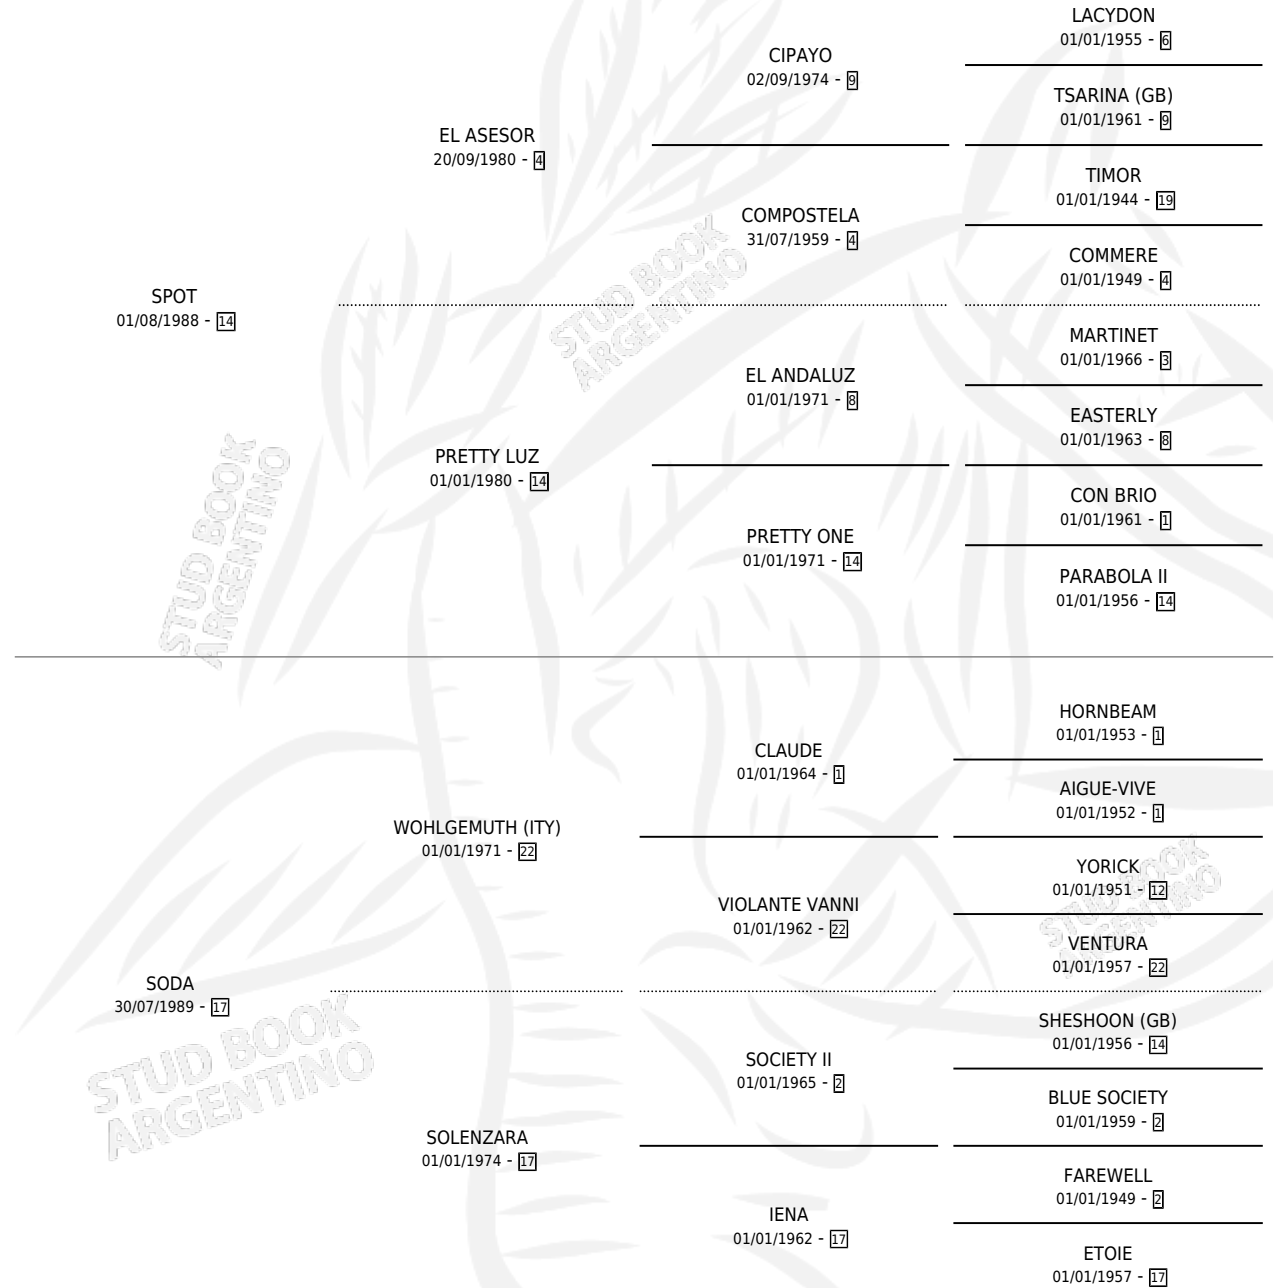 LACYDON
01/01/1955 - 6
CIPAYO
02/09/1974 - 9
TSARINA (GB)
01/01/1961 - 9
EL ASESOR
20/09/1980 - 4
TIMOR
01/01/1944 - 19
COMPOSTELA
31/07/1959 - 4
COMMERE
01/01/1949 - 4
SPOT
01/08/1988 - 14
MARTINET
01/01/1966 - 3
EL ANDALUZ
01/01/1971 - 8
EASTERLY
01/01/1963 - 8
PRETTY LUZ
01/01/1980 - 14
CON BRIO
01/01/1961 - 1
PRETTY ONE
01/01/1971 - 14
PARABOLA II
01/01/1956 - 14
HORNBEAM
01/01/1953 - 1
CLAUDE
01/01/1964 - 1
AIGUE-VIVE
01/01/1952 - 1
WOHLGEMUTH (ITY)
01/01/1971 - 22
YORICK
01/01/1951 - 12
VIOLANTE VANNI
01/01/1962 - 22
VENTURA
01/01/1957 - 22
SODA
30/07/1989 - 17
SHESHOON (GB)
01/01/1956 - 14
SOCIETY II
01/01/1965 - 2
BLUE SOCIETY
01/01/1959 - 2
SOLENZARA
01/01/1974 - 17
FAREWELL
01/01/1949 - 2
IENA
01/01/1962 - 17
ETOIE
01/01/1957 - 17
STUD BOOK
ARGENTINO
STUD BOOK
ARGENTINO
STUD BOOK
ARGENTINO
STUD BOOK
ARGENTINO